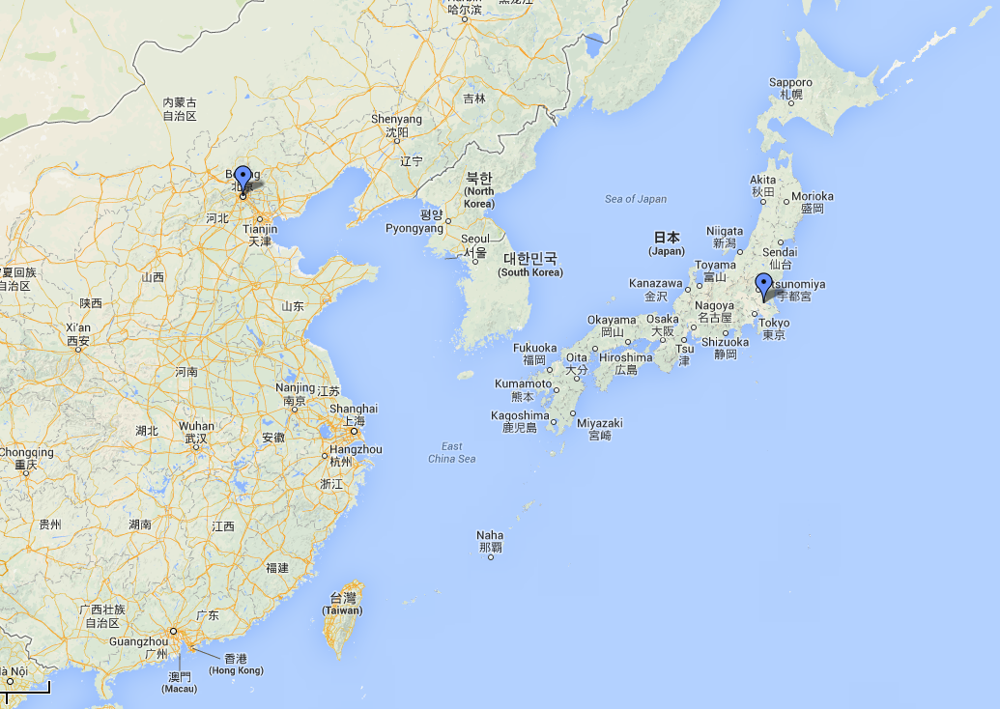 哈尔滨
吉林
内蒙古
自治区
Shenyang
沈阳
辽宁
Sapporo
札幌
北京
河北
Tianjin
天津
북한
(North
Korea)
평양
Pyongyang
Seoul
서울
대한민국
(South Korea)
Sea of Japan
日本
(Japan)
Akita
秋田
Morioka
盛岡
Niigata
新潟
Sendai
仙台
Toyama
富山
Kanazawa
金沢
tsunomiya
宇都宮
Nagoya
名古屋
Tokyo
東京
Okayama
岡山
Osaka
大阪
Shizuoka
静岡
Tsu
津
Fukuoka
福岡
Oita
大分
Hiroshima
広島
Kumamoto
熊本
Kagoshima
鹿児島
Miyazaki
宮崎
夏回族
自治区
山西
陕西
山东
Xi'an
西安
河南
Nanjing
南京
江苏
Shanghai
上海
湖北
Wuhan
武汉
安徽
Hangzhou
杭州
浙江
Chongqing
重庆
East
China Sea
贵州
湖南
江西
Naha
那覇
福建
台灣
(Taiwan)
广西壮族
自治区
广东
Guangzhou
广州
香港
(Hong Kong)
澳門
(Macau)
Hà Nội